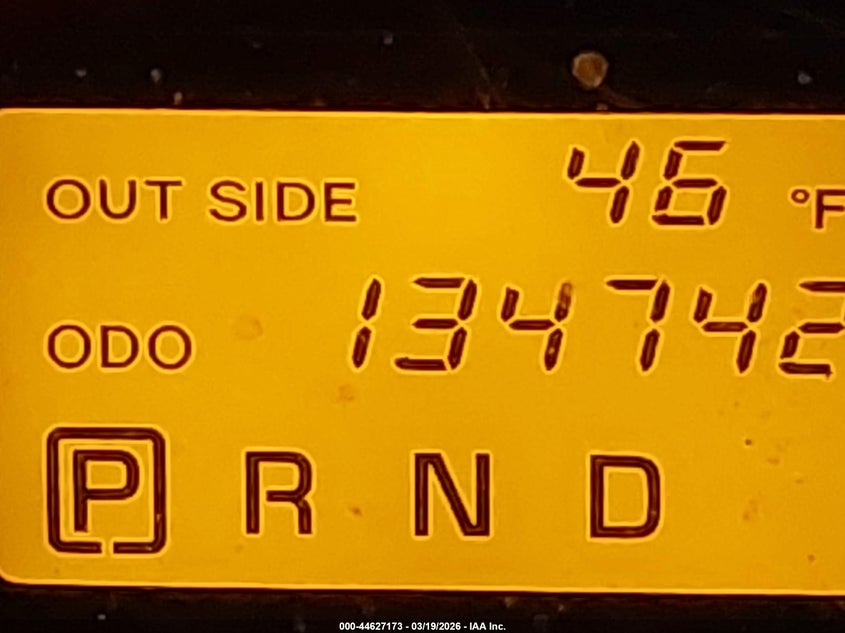 OUT SIDE 46 °F
ODO 134742
P R N D
000-44627173 - 03/19/2026 - IAA Inc.